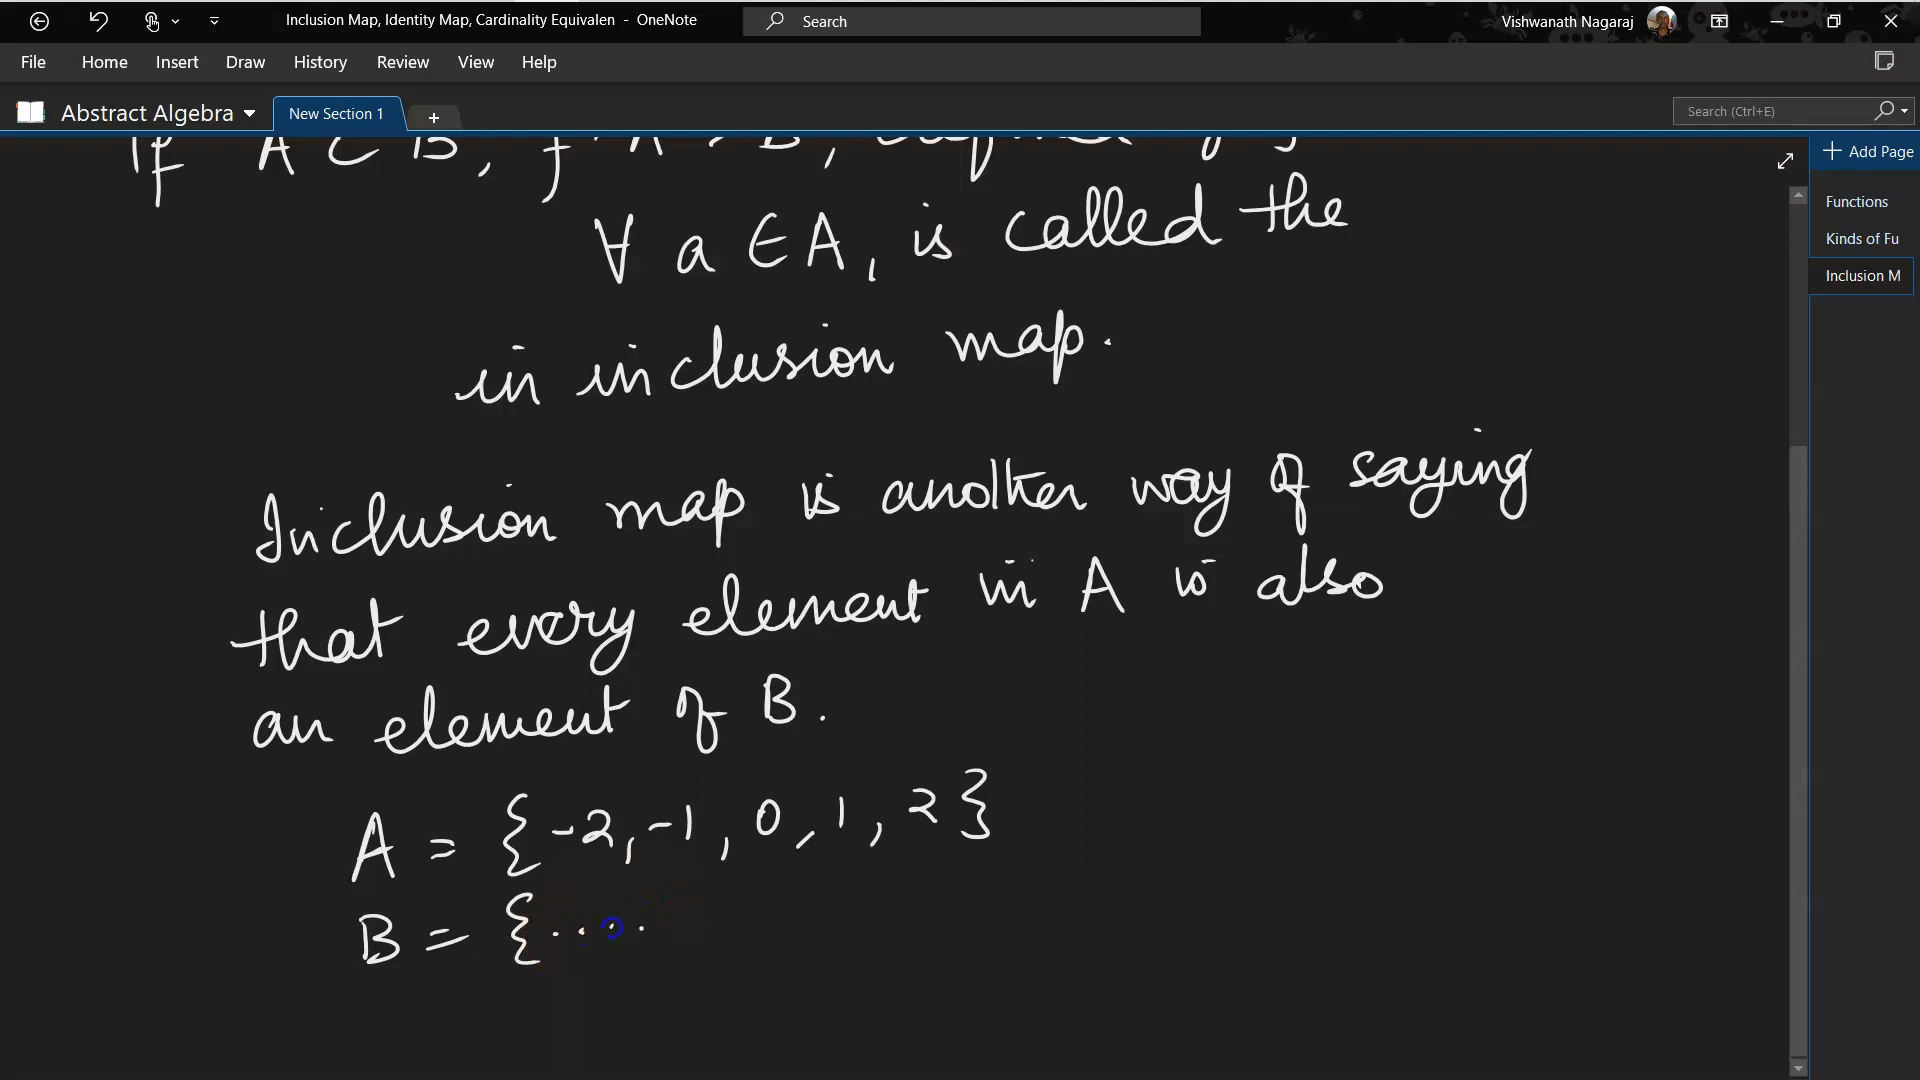 Inclusion Map, Identity Map, Cardinality Equivalen - OneNote
Search
Vishwanath Nagaraj
File Home Insert Draw History Review View Help
Abstract Algebra
New Section 1
+
Search (Ctrl+E)
+ Add Page
Functions
Kinds of Fu
Inclusion M
If A ⊂ B, f: A → B,
∀ a ∈ A, is called the
in inclusion map.
Inclusion map is another way of saying
that every element in A is also
an element of B.
A = {-2, -1, 0, 1, 2}
B = {....